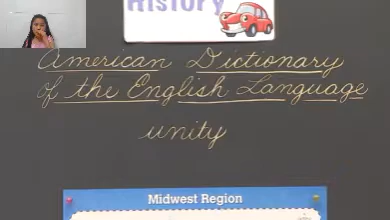 History
American Dictionary
of the English Language
unity
Midwest Region